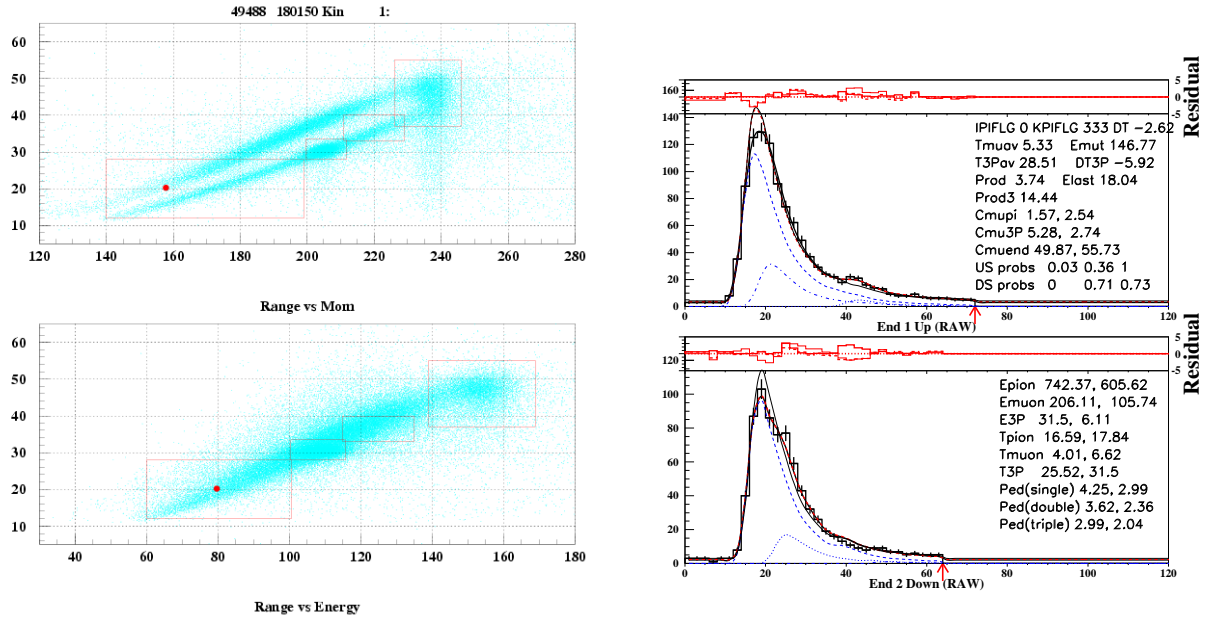 49488 180150 Kin 1:
60
50
40
30
20
10
120 140 160 180 200 220 240 260 280
Range vs Mom
60
50
40
30
20
10
40 60 80 100 120 140 160 180
Range vs Energy
160
140
120
100
80
60
40
20
0
5
0
-5
Residual
IPIFLG 0 KPIFLG 333 DT -2.62
Tmuav 5.33 Emut 146.77
T3Pav 28.51 DT3P -5.92
Prod 3.74 Elast 18.04
Prod3 14.44
Cmupi 1.57, 2.54
Cmu3P 5.28, 2.74
Cmuend 49.87, 55.73
US probs 0.03 0.36 1
DS probs 0 0.71 0.73
0 20 40 60 80 100 120
End 1 Up (RAW)
120
100
80
60
40
20
0
5
0
-5
Residual
Epion 742.37, 605.62
Emuon 206.11, 105.74
E3P 31.5, 6.11
Tpion 16.59, 17.84
Tmuon 4.01, 6.62
T3P 25.52, 31.5
Ped(single) 4.25, 2.99
Ped(double) 3.62, 2.36
Ped(triple) 2.99, 2.04
0 20 40 60 80 100 120
End 2 Down (RAW)